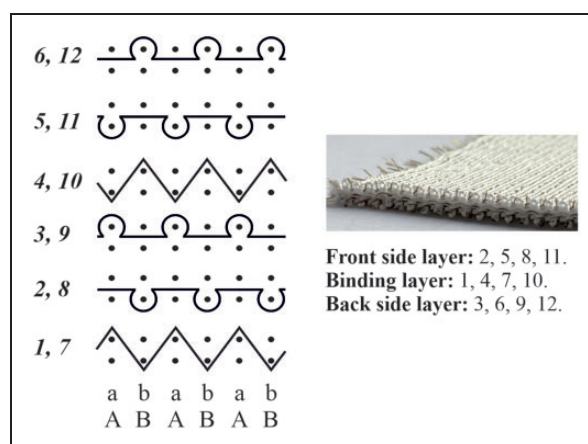 6, 12
5, 11
4, 10
3, 9
2, 8
1, 7
a b a b a b
A B A B A B
Front side layer: 2, 5, 8, 11.
Binding layer: 1, 4, 7, 10.
Back side layer: 3, 6, 9, 12.